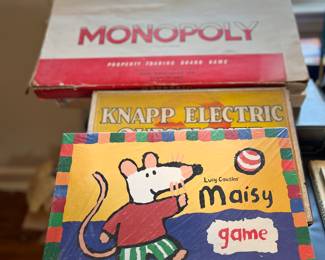 MONOPOLY
PROPERTY TRADING BOARD GAME
KNAPP ELECTRIC
Lucy Cousins'
Maisy
game